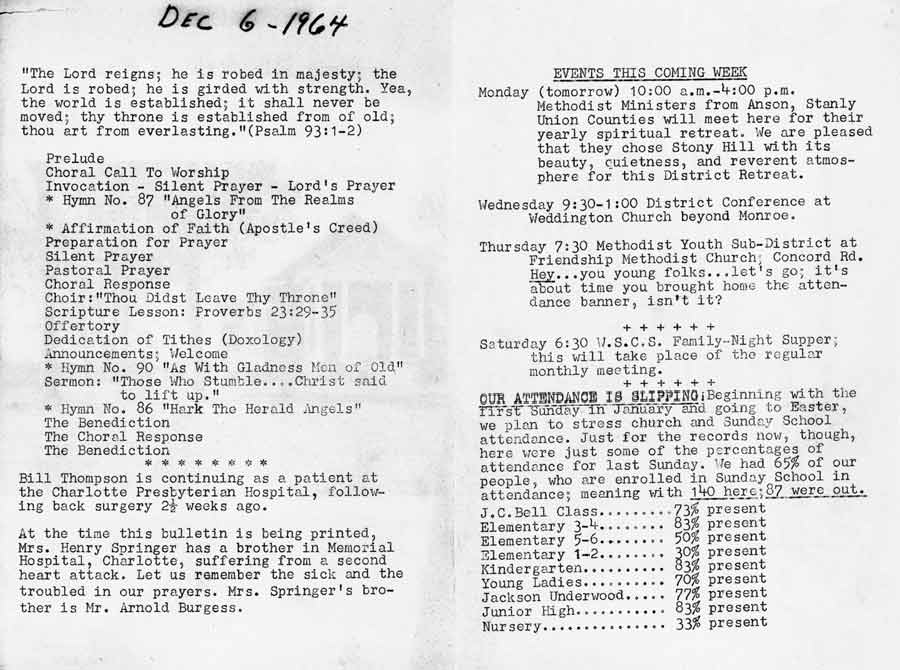 DEC 6-1964
"The Lord reigns; he is robed in majesty; the
Lord is robed; he is girded with strength. Yea,
the world is established; it shall never be
moved; thy throne is established from of old;
thou art from everlasting."(Psalm 93:1-2)
Prelude
Choral Call To Worship
Invocation - Silent Prayer - Lord's Prayer
* Hymn No. 87 "Angels From The Realms
of Glory"
* Affirmation of Faith (Apostle's Creed)
Preparation for Prayer
Silent Prayer
Pastoral Prayer
Choral Response
Choir:"Thou Didst Leave Thy Throne"
Scripture Lesson: Proverbs 23:29-35
Offertory
Dedication of Tithes (Doxology)
Announcements; Welcome
* Hymn No. 90 "As With Gladness Men of Old"
Sermon: "Those Who Stumble....Christ said
to lift up."
* Hymn No. 86 "Hark The Herald Angels"
The Benediction
The Choral Response
The Benediction
* * * * * * * *
Bill Thompson is continuing as a patient at
the Charlotte Presbyterian Hospital, follow-
ing back surgery 2½ weeks ago.
At the time this bulletin is being printed,
Mrs. Henry Springer has a brother in Memorial
Hospital, Charlotte, suffering from a second
heart attack. Let us remember the sick and the
troubled in our prayers. Mrs. Springer's bro-
ther is Mr. Arnold Burgess.
EVENTS THIS COMING WEEK
Monday (tomorrow) 10:00 a.m.-4:00 p.m.
Methodist Ministers from Anson, Stanly
Union Counties will meet here for their
yearly spiritual retreat. We are pleased
that they chose Stony Hill with its
beauty, quietness, and reverent atmos-
phere for this District Retreat.
Wednesday 9:30-1:00 District Conference at
Weddington Church beyond Monroe.
Thursday 7:30 Methodist Youth Sub-District at
Friendship Methodist Church; Concord Rd.
Hey...you young folks...let's go; it's
about time you brought home the atten-
dance banner, isn't it?
+ + + + + +
Saturday 6:30 W.S.C.S. Family-Night Supper;
this will take place of the regular
monthly meeting.
+ + + + + +
OUR ATTENDANCE IS SLIPPING;Beginning with the
first Sunday in January and going to Easter,
we plan to stress church and Sunday School
attendance. Just for the records now, though,
here were just some of the percentages of
attendance for last Sunday. We had 65% of our
people, who are enrolled in Sunday School in
attendance; meaning with 140 here;87 were out.
J.C.Bell Class.........73% present
Elementary 3-4........83% present
Elementary 5-6........50% present
Elementary 1-2........30% present
Kindergarten..........83% present
Young Ladies..........70% present
Jackson Underwood.....77% present
Junior High...........83% present
Nursery...............33% present